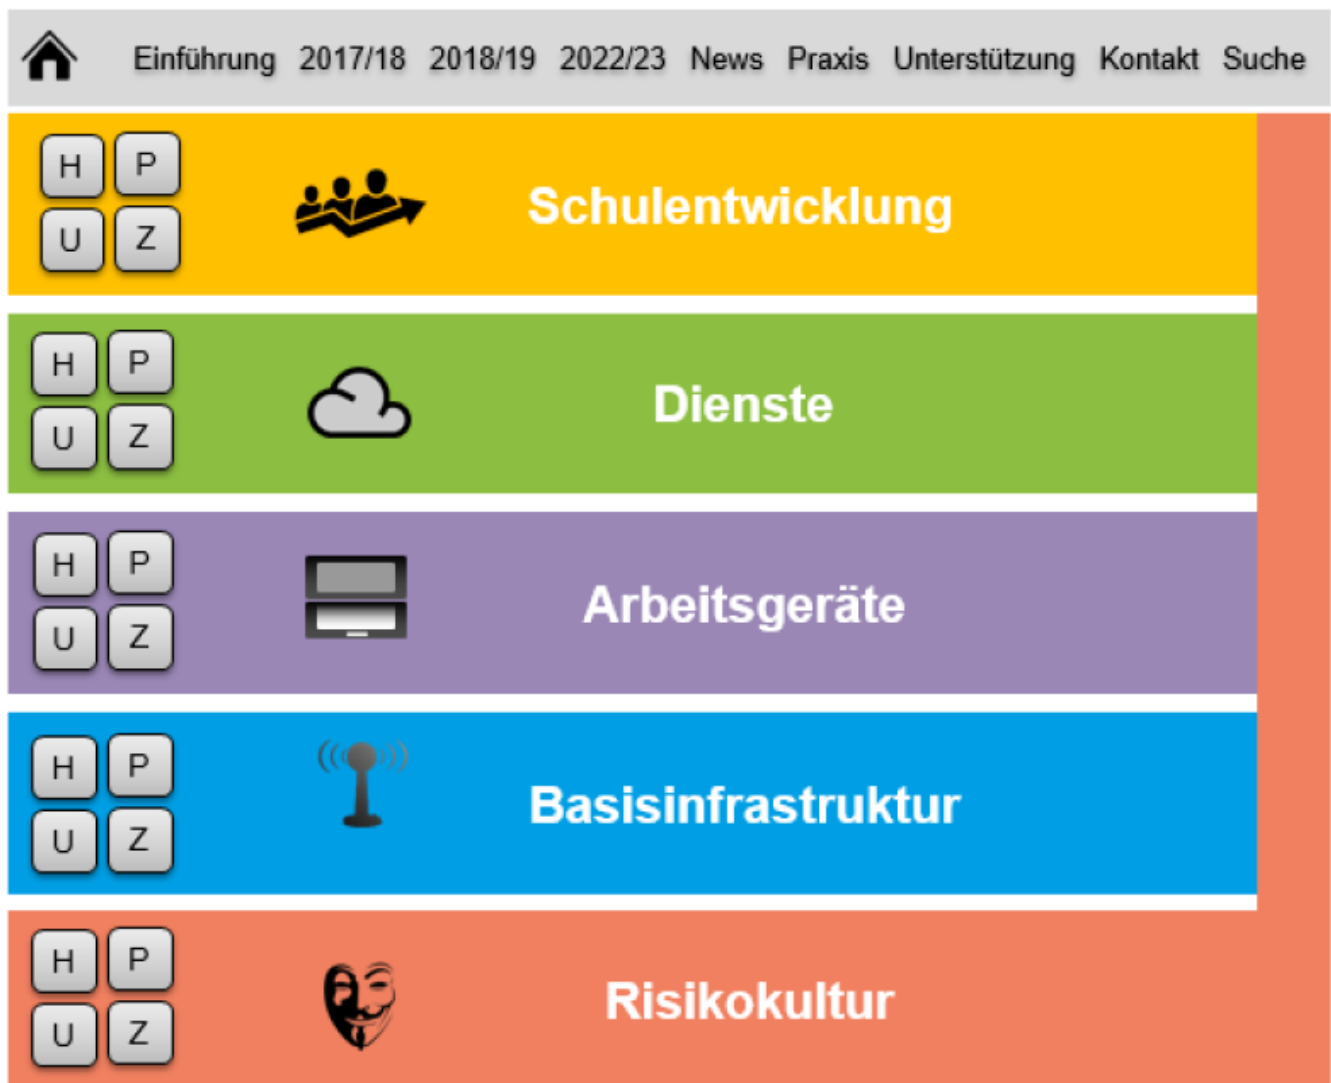 Einführung 2017/18 2018/19 2022/23 News Praxis Unterstützung Kontakt Suche
H P
U Z
Schulentwicklung
H P
U Z
Dienste
H P
U Z
Arbeitsgeräte
H P
U Z
Basisinfrastruktur
H P
U Z
Risikokultur